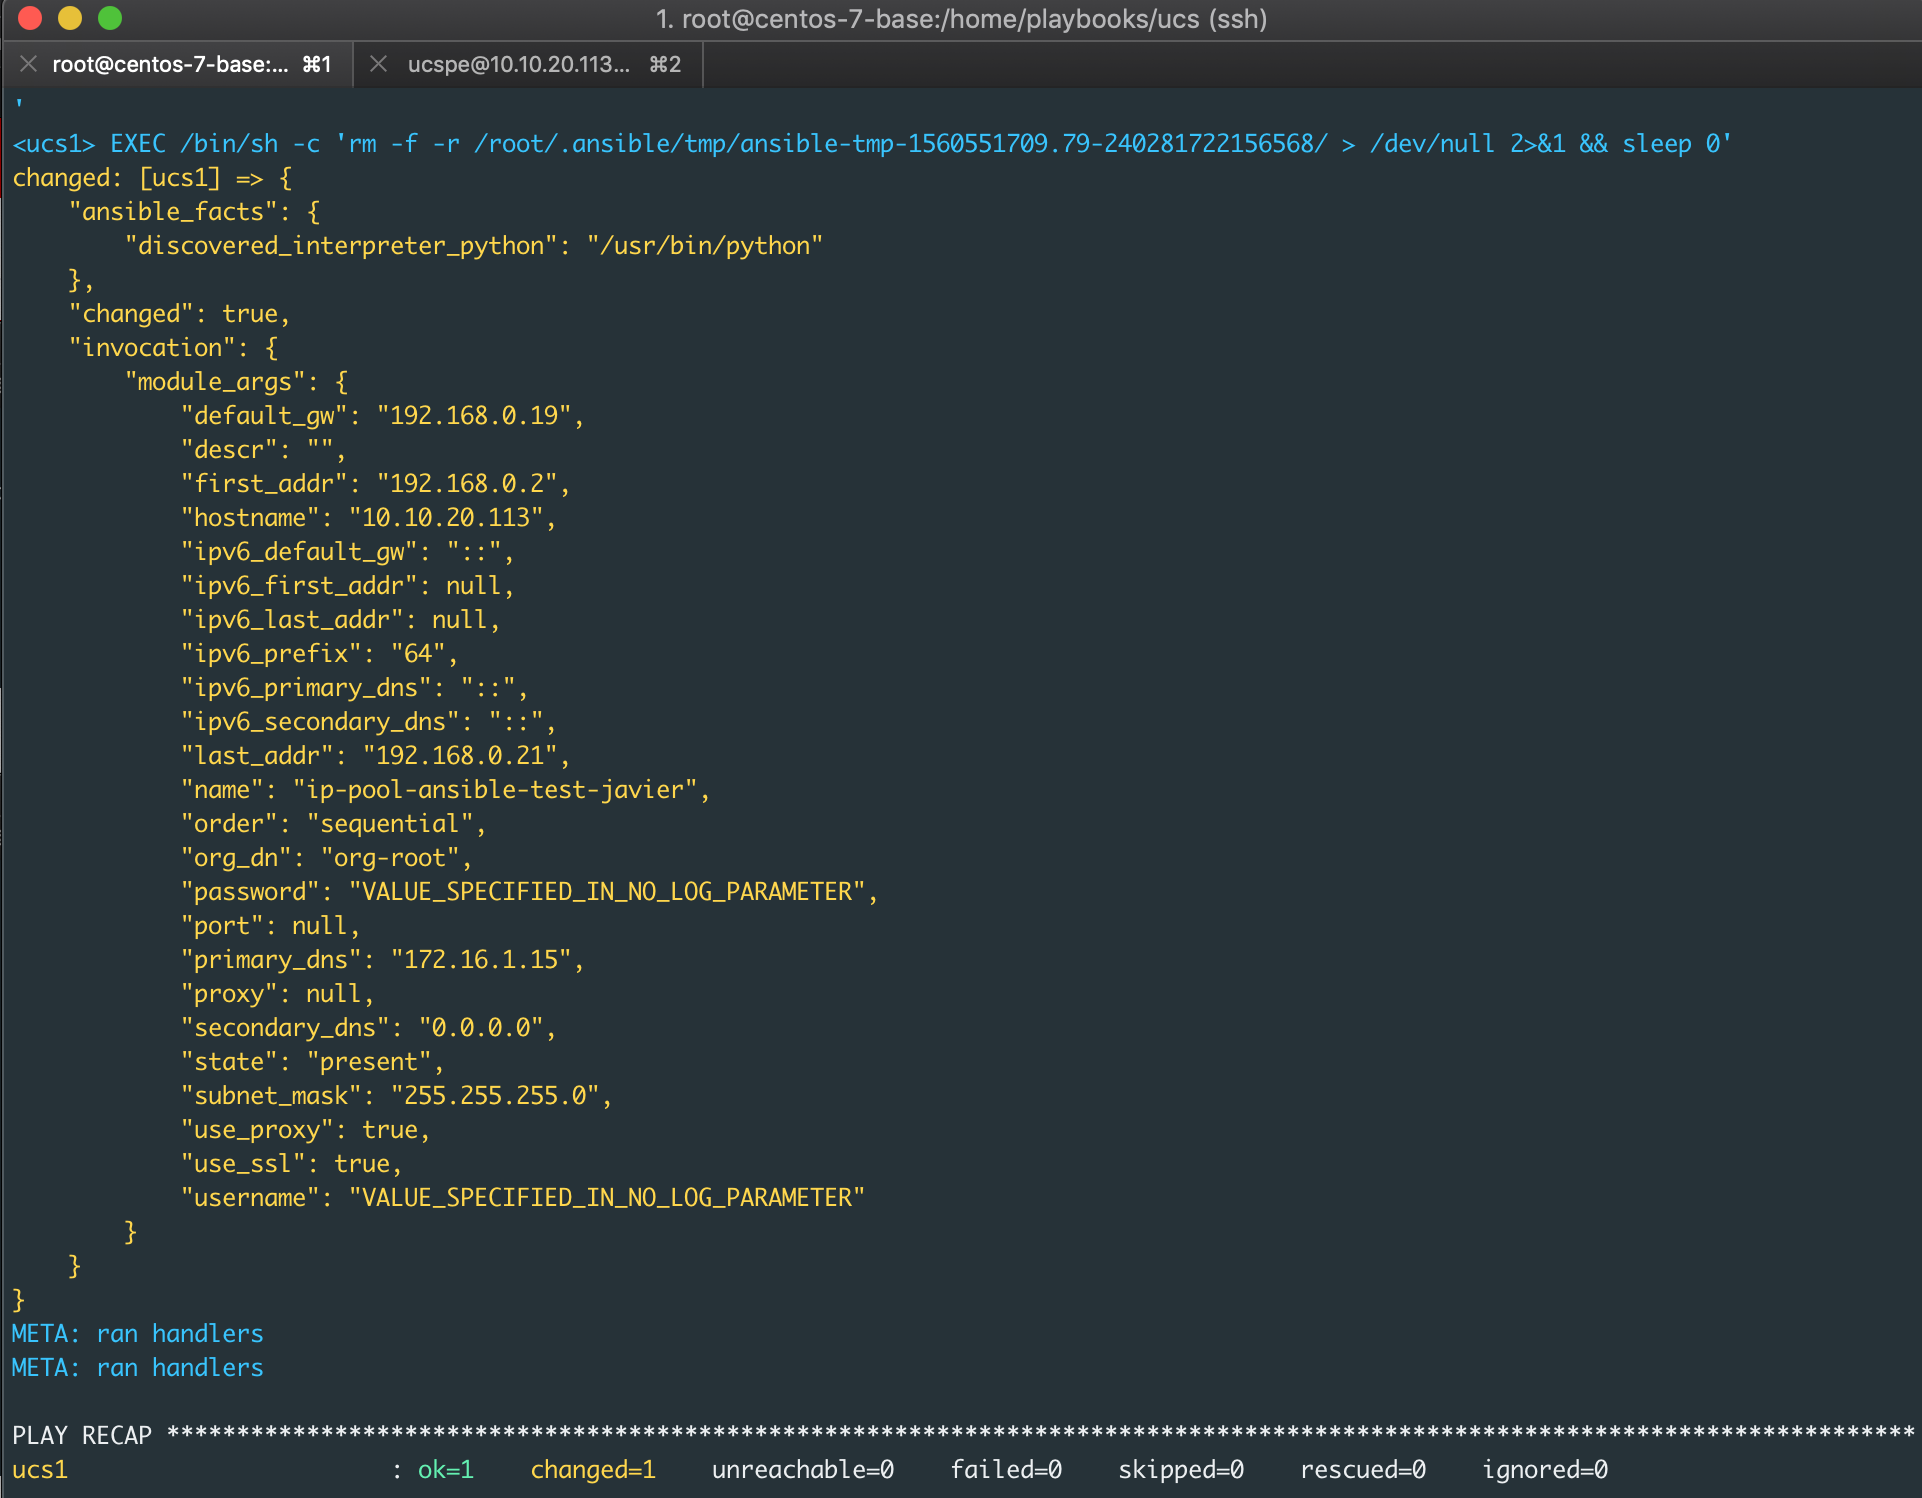 1. root@centos-7-base:/home/playbooks/ucs (ssh)
root@centos-7-base:... ⌘1 ucspe@10.10.20.113... ⌘2
'
<ucs1> EXEC /bin/sh -c 'rm -f -r /root/.ansible/tmp/ansible-tmp-1560551709.79-240281722156568/ > /dev/null 2>&1 && sleep 0'
changed: [ucs1] => {
    "ansible_facts": {
        "discovered_interpreter_python": "/usr/bin/python"
    },
    "changed": true,
    "invocation": {
        "module_args": {
            "default_gw": "192.168.0.19",
            "descr": "",
            "first_addr": "192.168.0.2",
            "hostname": "10.10.20.113",
            "ipv6_default_gw": "::",
            "ipv6_first_addr": null,
            "ipv6_last_addr": null,
            "ipv6_prefix": "64",
            "ipv6_primary_dns": "::",
            "ipv6_secondary_dns": "::",
            "last_addr": "192.168.0.21",
            "name": "ip-pool-ansible-test-javier",
            "order": "sequential",
            "org_dn": "org-root",
            "password": "VALUE_SPECIFIED_IN_NO_LOG_PARAMETER",
            "port": null,
            "primary_dns": "172.16.1.15",
            "proxy": null,
            "secondary_dns": "0.0.0.0",
            "state": "present",
            "subnet_mask": "255.255.255.0",
            "use_proxy": true,
            "use_ssl": true,
            "username": "VALUE_SPECIFIED_IN_NO_LOG_PARAMETER"
        }
    }
}
META: ran handlers
META: ran handlers
PLAY RECAP *****************************************************************************************************************************
ucs1                       : ok=1    changed=1    unreachable=0    failed=0    skipped=0    rescued=0    ignored=0